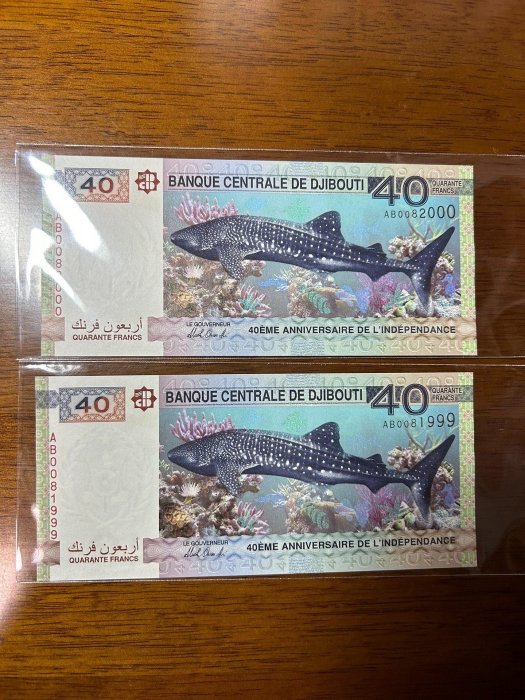 40
BANQUE CENTRALE DE DJIBOUTI
40
QUARANTE
FRANCS
AB0082000
LE GOUVERNEUR
أربعون فرنك
QUARANTE FRANCS
40ÈME ANNIVERSAIRE DE L'INDÉPENDANCE
40
BANQUE CENTRALE DE DJIBOUTI
40
QUARANTE
FRANCS
AB0081999
AB0081999
LE GOUVERNEUR
أربعون فرنك
QUARANTE FRANCS
40ÈME ANNIVERSAIRE DE L'INDÉPENDANCE